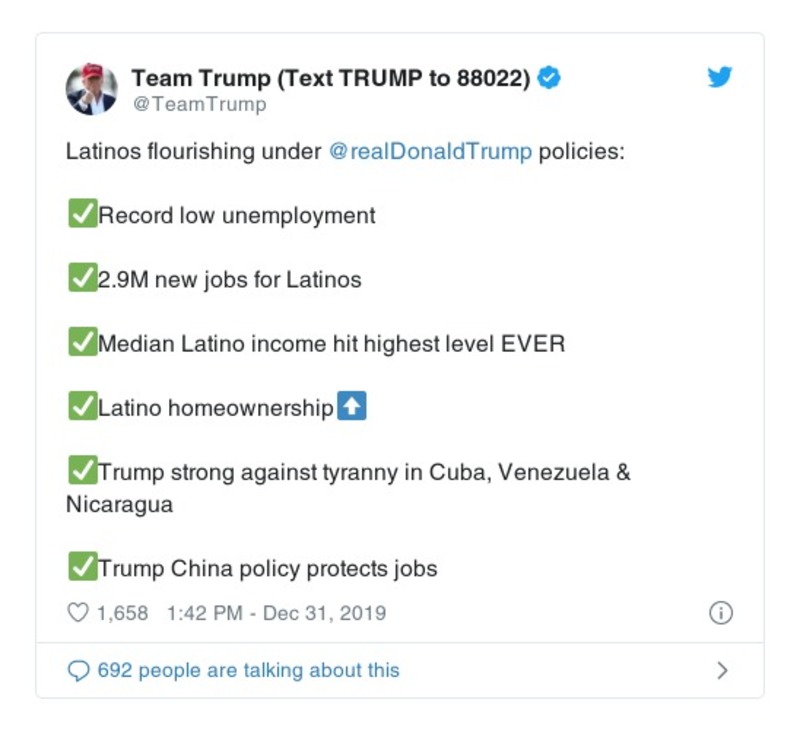 Team Trump (Text TRUMP to 88022)
@TeamTrump
Latinos flourishing under @realDonaldTrump policies:
✅Record low unemployment
✅2.9M new jobs for Latinos
✅Median Latino income hit highest level EVER
✅Latino homeownership⬆️
✅Trump strong against tyranny in Cuba, Venezuela &
Nicaragua
✅Trump China policy protects jobs
1,658 1:42 PM - Dec 31, 2019
692 people are talking about this